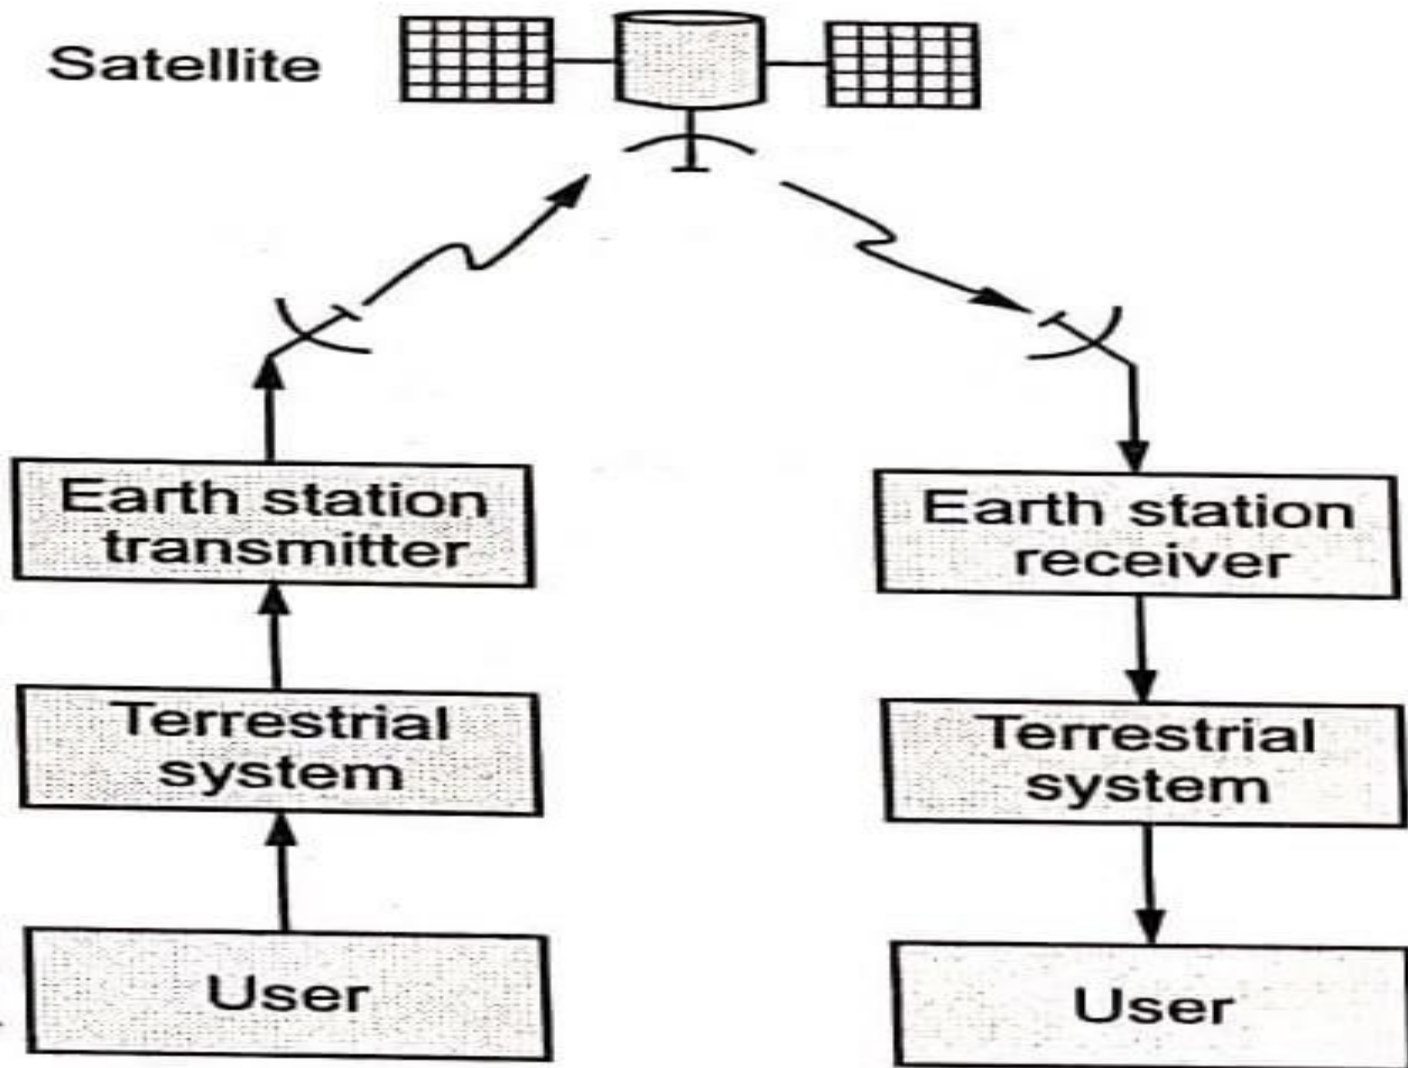 Satellite
Earth station
transmitter
Terrestrial
system
User
Earth station
receiver
Terrestrial
system
User